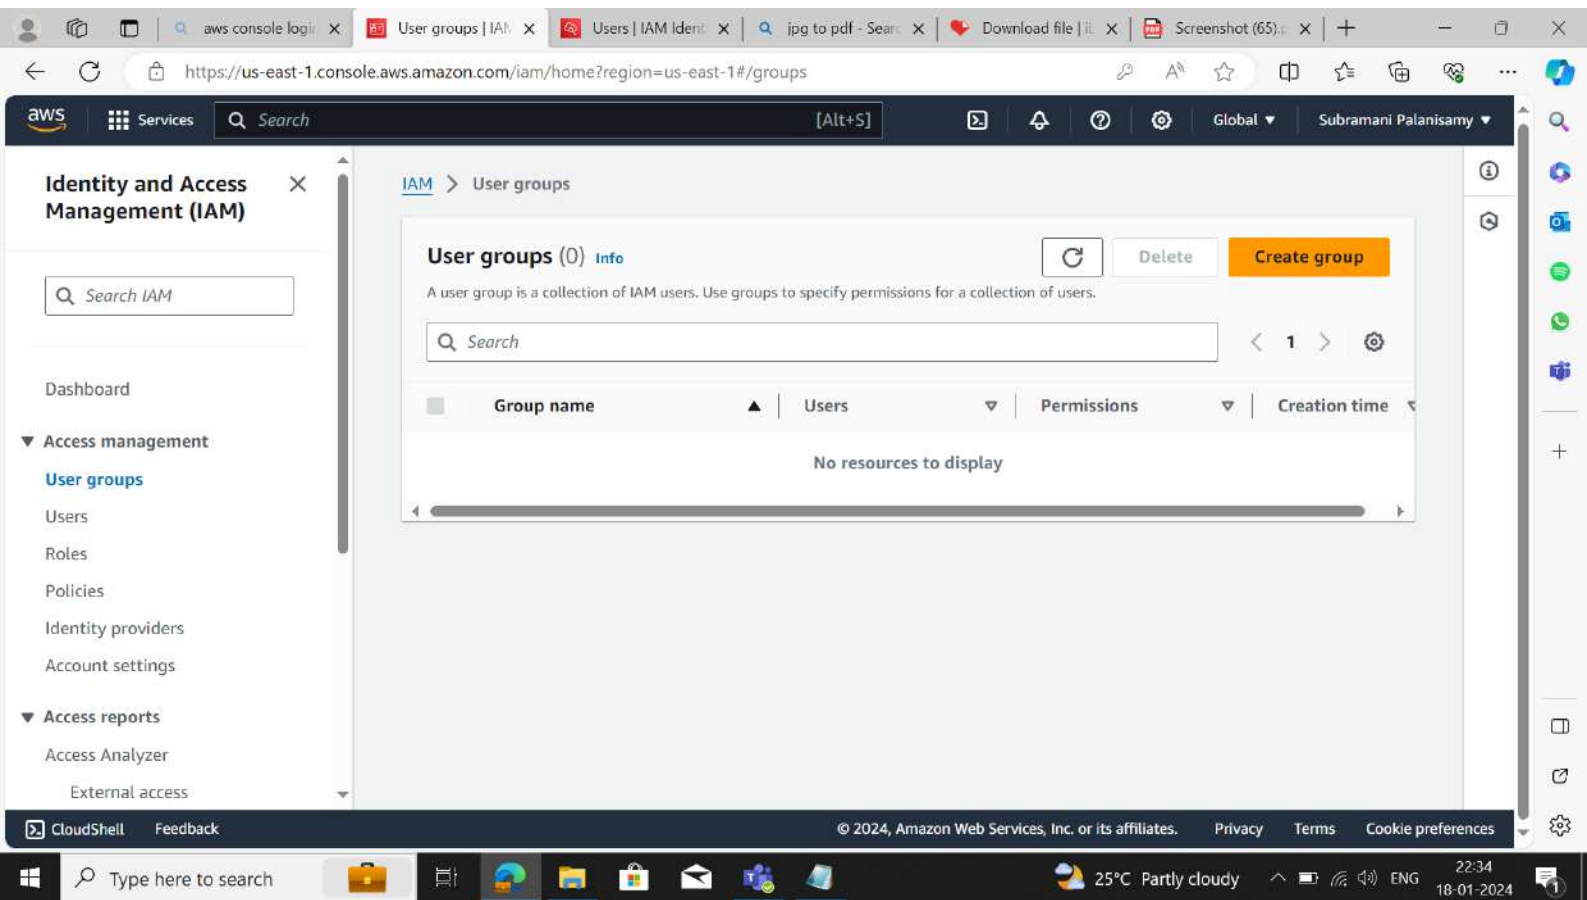 aws console login
User groups | IAM
Users | IAM Ident
jpg to pdf - Sear
Download file | iL
Screenshot (65).p
https://us-east-1.console.aws.amazon.com/iam/home?region=us-east-1#/groups
aws
Services
Search
[Alt+S]
Global
Subramani Palanisamy
Identity and Access
Management (IAM)
Search IAM
Dashboard
Access management
User groups
Users
Roles
Policies
Identity providers
Account settings
Access reports
Access Analyzer
External access
IAM > User groups
User groups (0) Info
Delete
Create group
A user group is a collection of IAM users. Use groups to specify permissions for a collection of users.
Search
1
Group name Users Permissions Creation time
No resources to display
CloudShell Feedback © 2024, Amazon Web Services, Inc. or its affiliates. Privacy Terms Cookie preferences
Type here to search
25°C Partly cloudy
ENG
22:34
18-01-2024
1